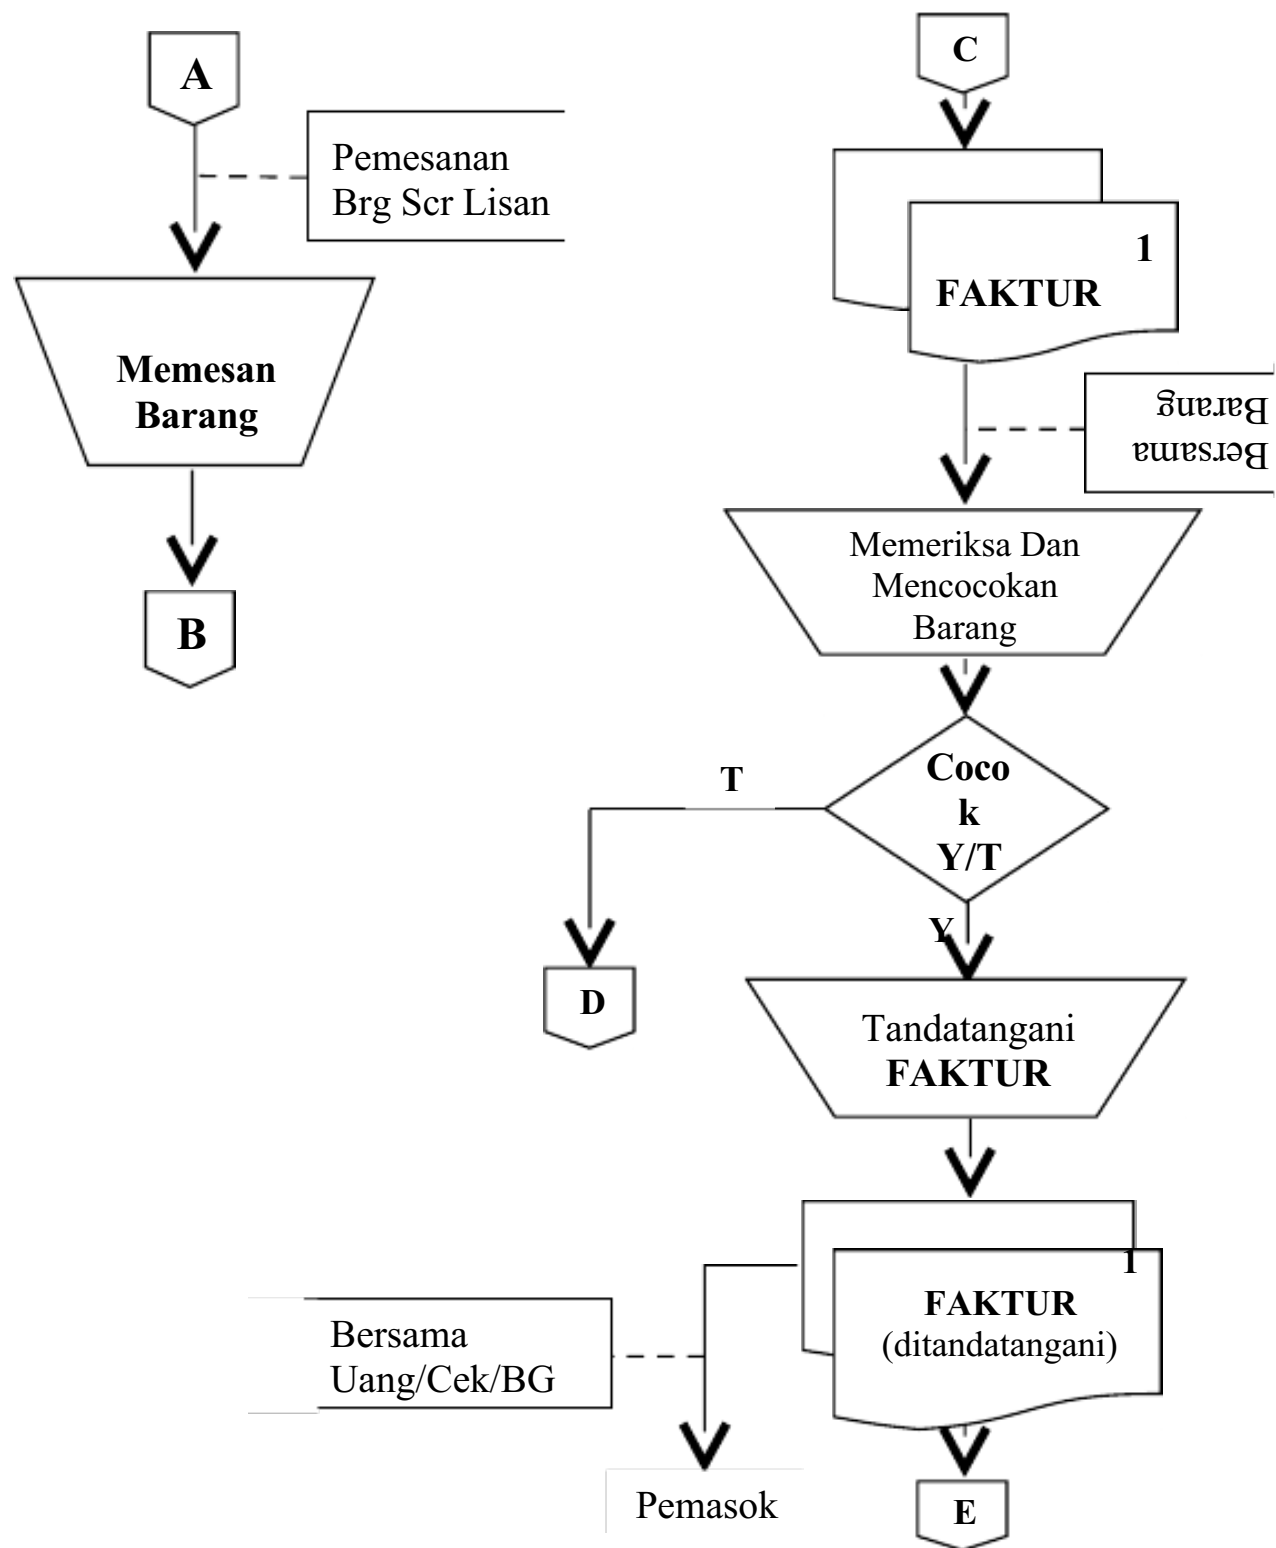 A
Pemesanan
Brg Scr Lisan
Memesan
Barang
B
C
1
FAKTUR
Bersama
Barang
Memeriksa Dan
Mencocokan
Barang
Coco
k
Y/T
T
Y
D
Tandatangani
FAKTUR
1
FAKTUR
(ditandatangani)
Bersama
Uang/Cek/BG
Pemasok
E